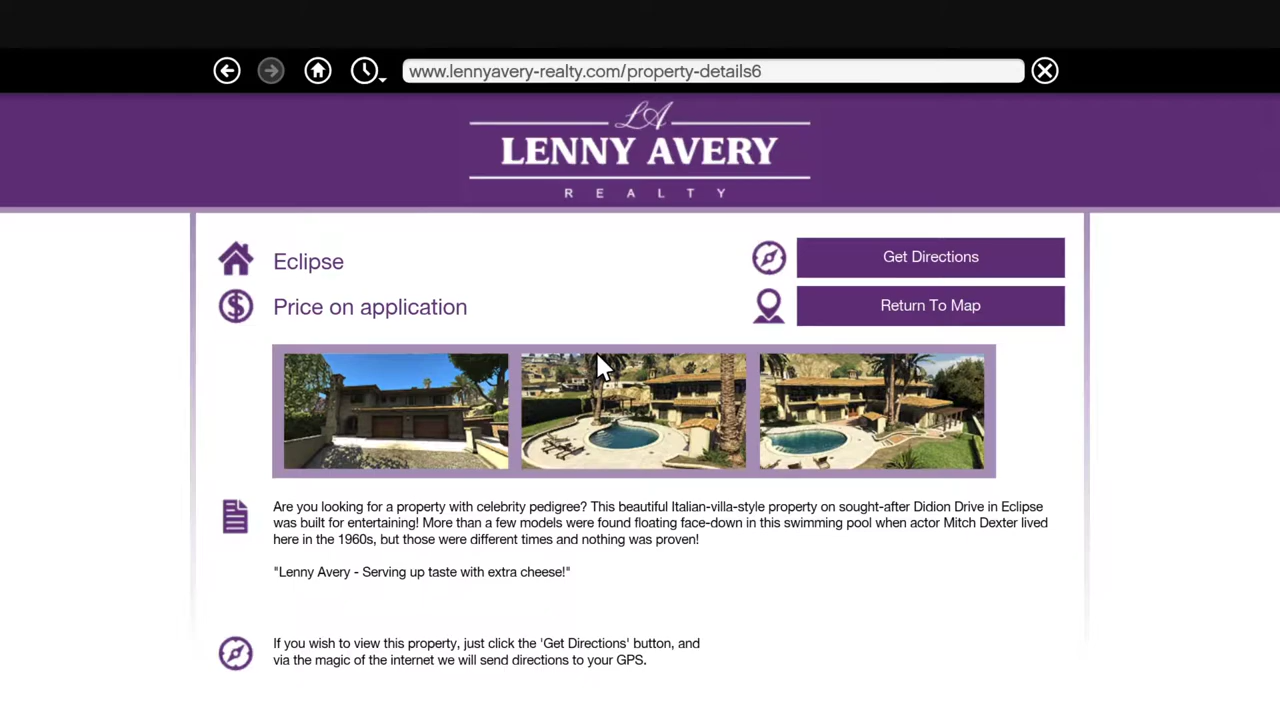 www.lennyavery-realty.com/property-details6
LA
LENNY AVERY
REALTY
Eclipse
Get Directions
Price on application
Return To Map
Are you looking for a property with celebrity pedigree? This beautiful Italian-villa-style property on sought-after Didion Drive in Eclipse
was built for entertaining! More than a few models were found floating face-down in this swimming pool when actor Mitch Dexter lived
here in the 1960s, but those were different times and nothing was proven!
"Lenny Avery - Serving up taste with extra cheese!"
If you wish to view this property, just click the 'Get Directions' button, and
via the magic of the internet we will send directions to your GPS.